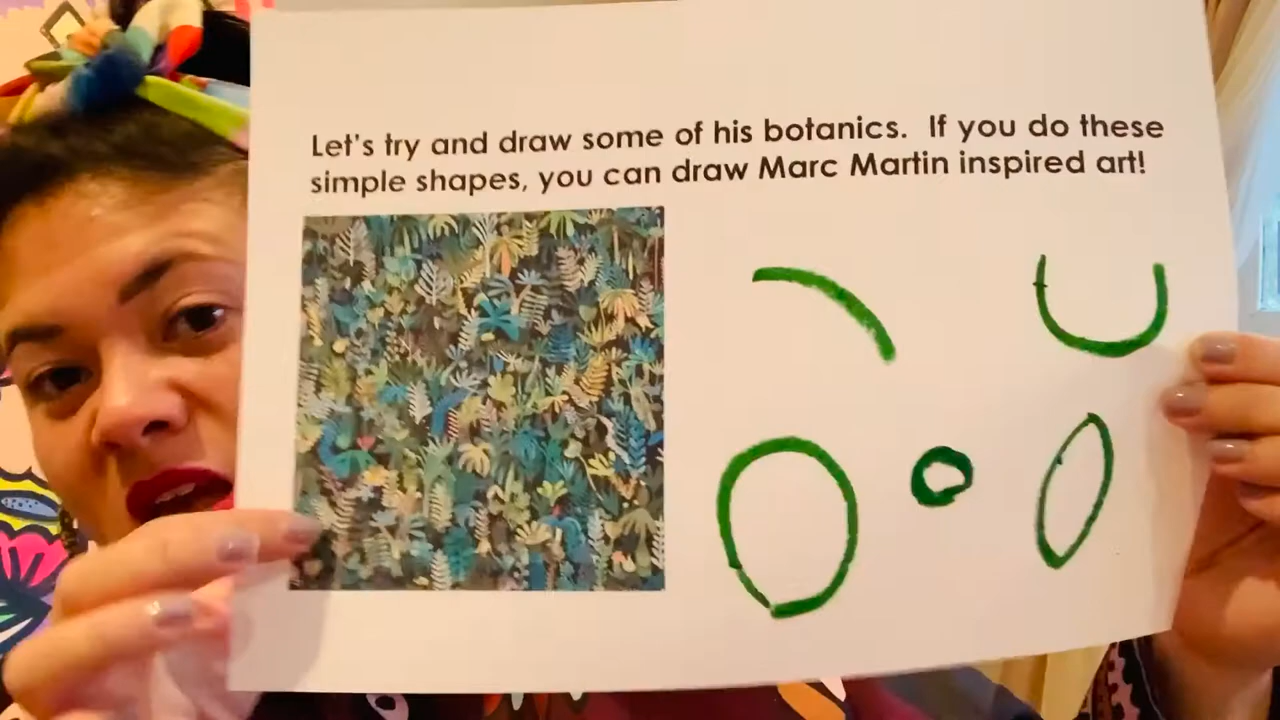 Let's try and draw some of his botanics. If you do these
simple shapes, you can draw Marc Martin inspired art!